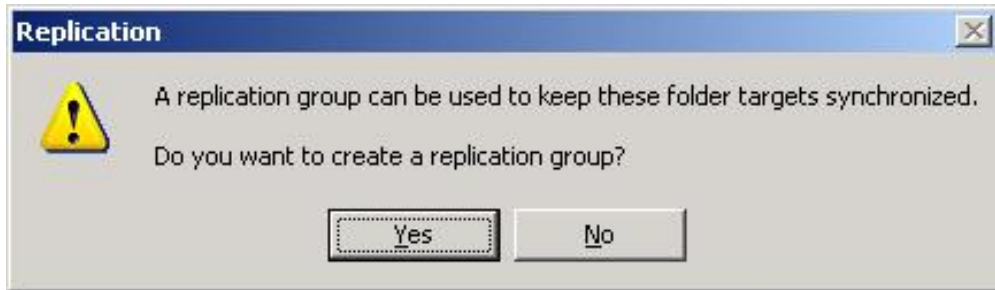 Replication
A replication group can be used to keep these folder targets synchronized.
Do you want to create a replication group?
Yes No